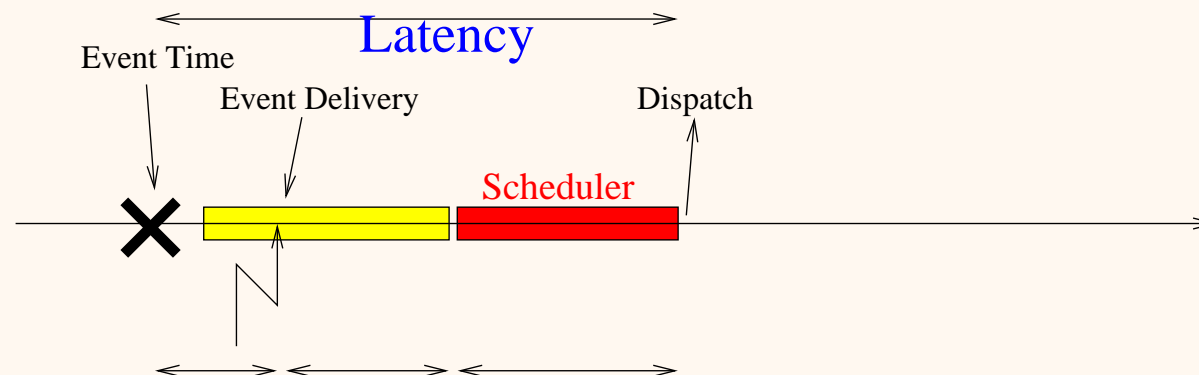 Latency
Event Time
Event Delivery
Dispatch
Scheduler